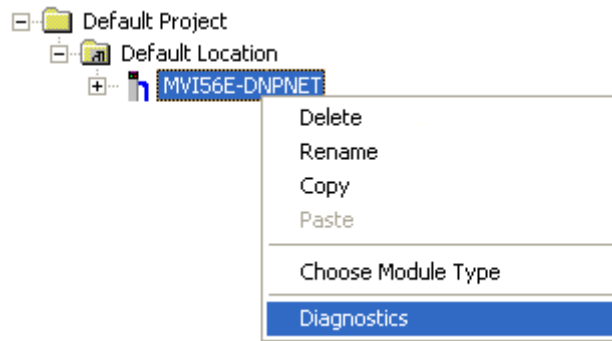 Default Project
Default Location
MVI56E-DNPNET
Delete
Rename
Copy
Paste
Choose Module Type
Diagnostics